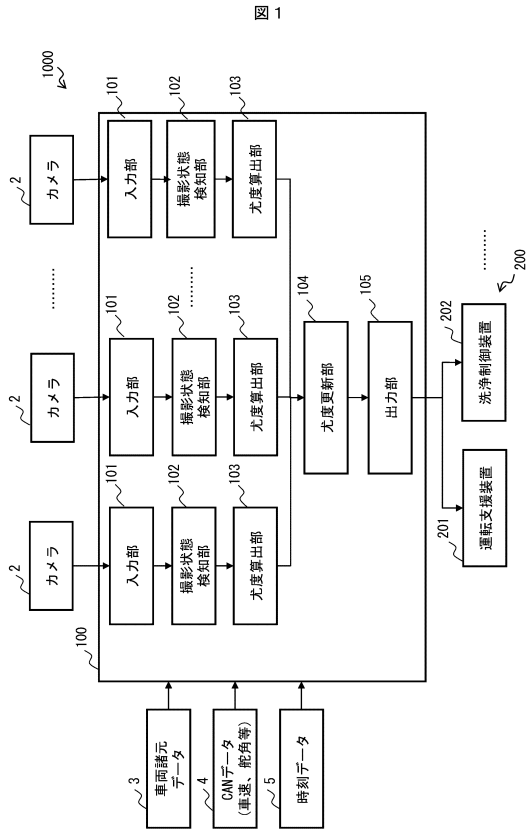 図1
1000
2
カメラ
2
カメラ
2
カメラ
100
101
入力部
101
入力部
101
入力部
102
撮影状態
検知部
102
撮影状態
検知部
102
撮影状態
検知部
103
尤度算出部
103
尤度算出部
103
尤度算出部
104
尤度更新部
105
出力部
3
車両諸元
データ
4
CANデータ
(車速、舵角等)
5
時刻データ
200
201
運転支援装置
202
洗浄制御装置